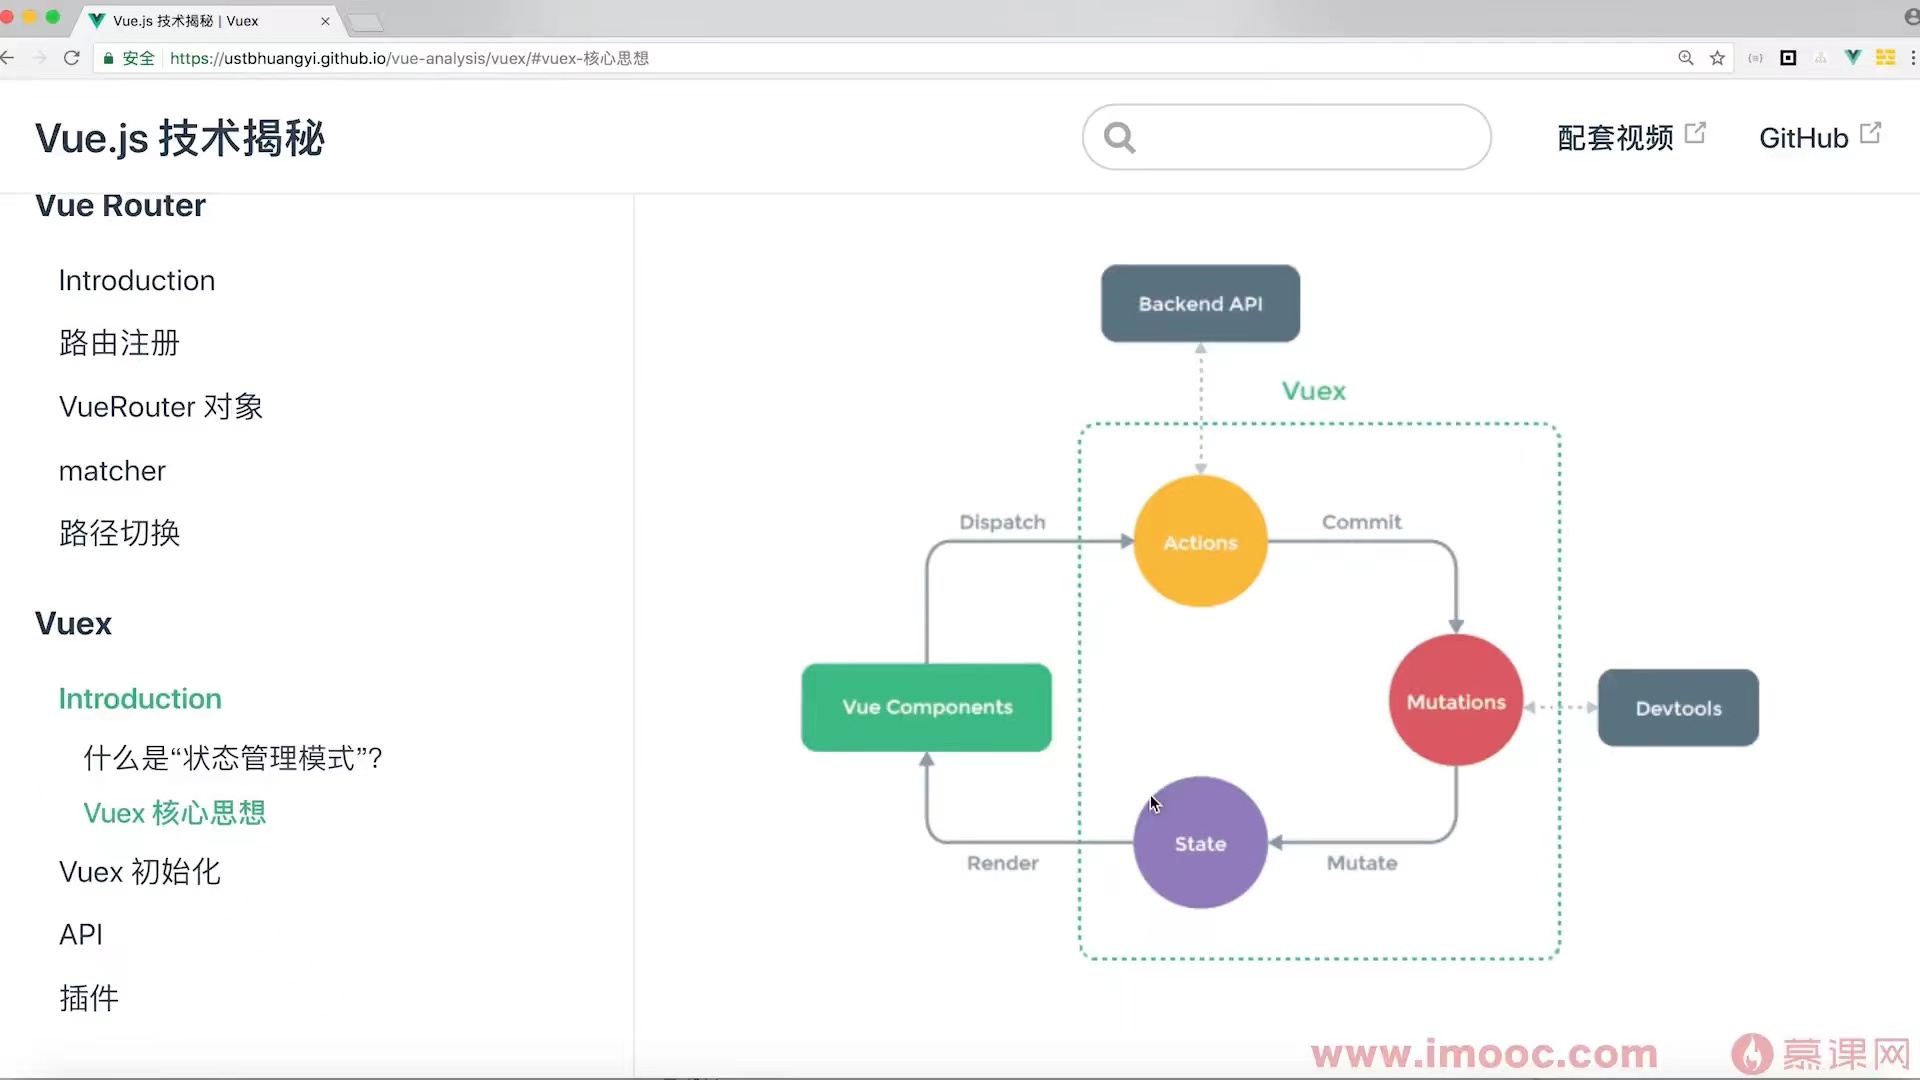 Vue.js 技术揭秘 | Vuex
安全 https://ustbhuangyi.github.io/vue-analysis/vuex/#vuex-核心思想
Vue.js 技术揭秘
配套视频
GitHub
Vue Router
Introduction
路由注册
VueRouter 对象
matcher
路径切换
Vuex
Introduction
什么是“状态管理模式”?
Vuex 核心思想
Vuex 初始化
API
插件
Backend API
Vuex
Dispatch
Actions
Commit
Vue Components
Mutations
Devtools
State
Render
Mutate
www.imooc.com
慕课网